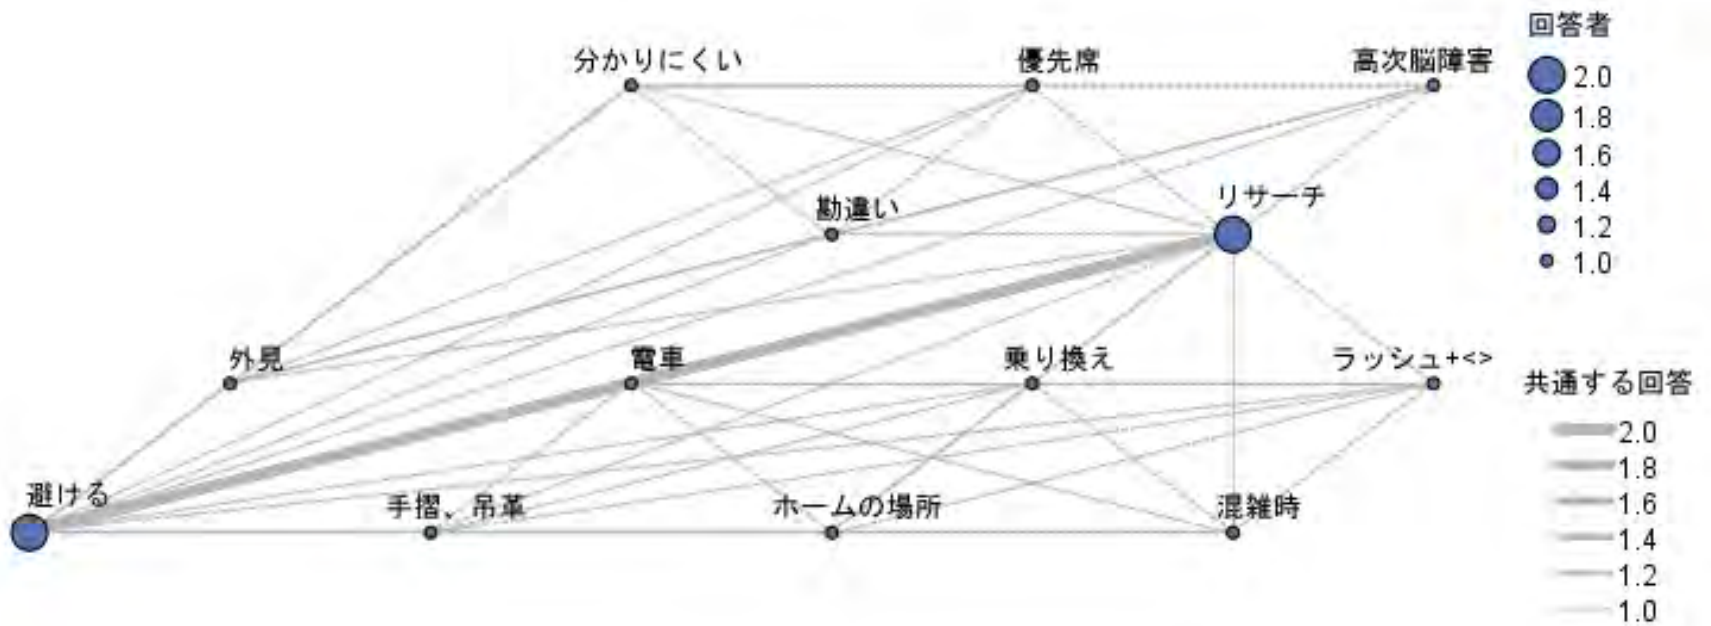 分かりにくい
優先席
高次脳障害
勘違い
リサーチ
外見
電車
乗り換え
ラッシュ+<>
避ける
手摺、吊革
ホームの場所
混雑時
回答者
2.0
1.8
1.6
1.4
1.2
1.0
共通する回答
2.0
1.8
1.6
1.4
1.2
1.0